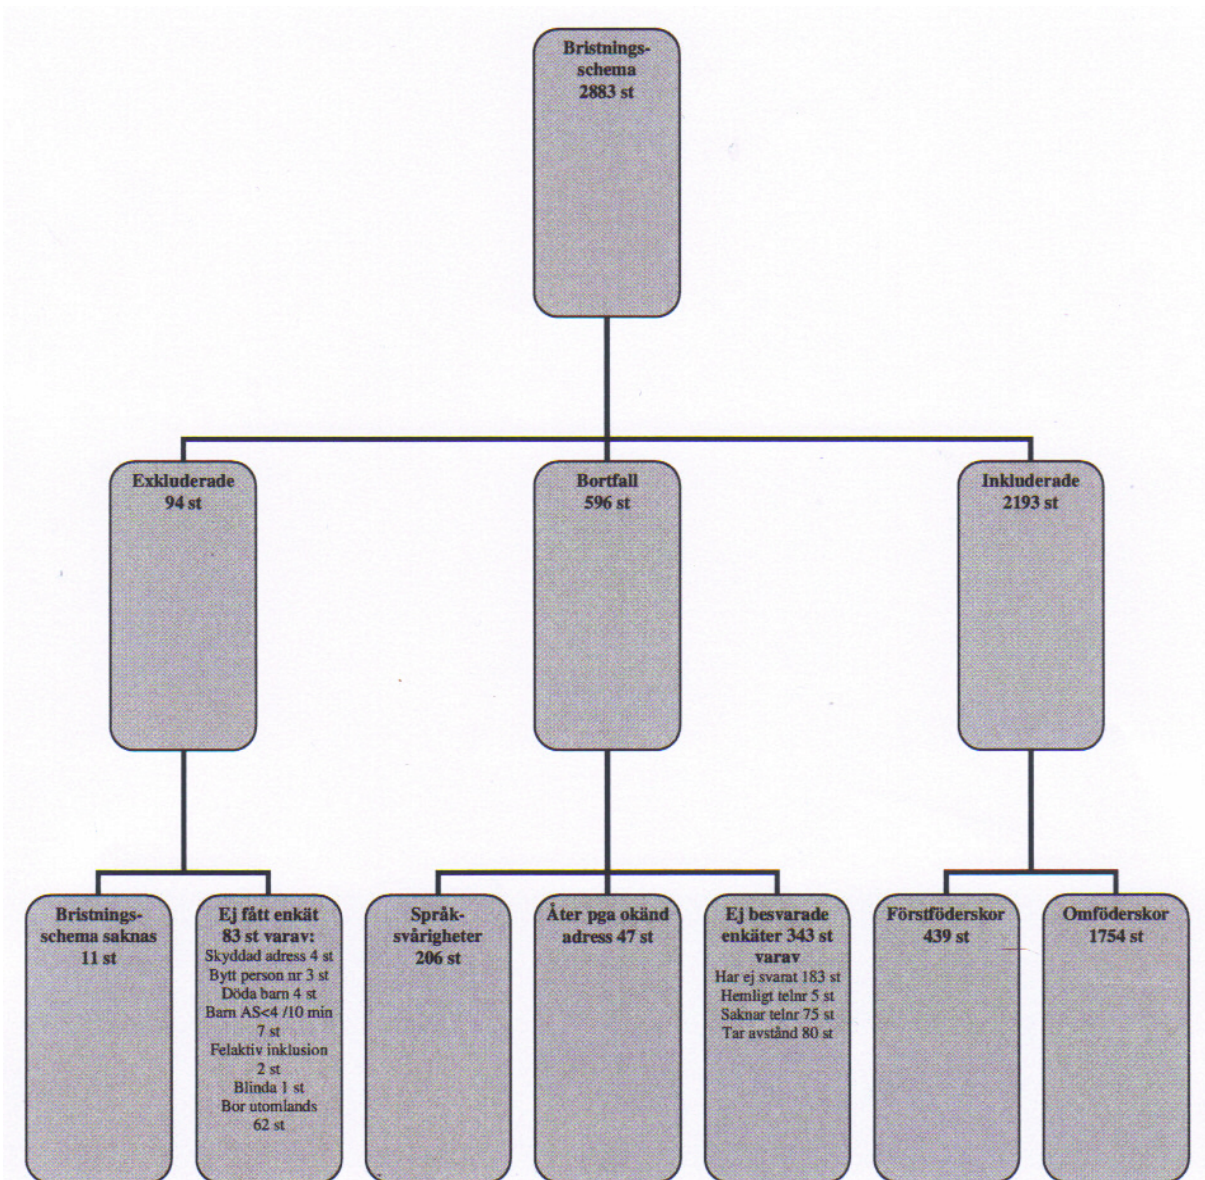 Bristnings-
schema
2883 st
Exkluderade
94 st
Bortfall
596 st
Inkluderade
2193 st
Bristnings-
schema saknas
11 st
Ej fått enkät
83 st varav:
Skyddad adress 4 st
Bytt person nr 3 st
Döda barn 4 st
Barn AS<4 /10 min
7 st
Felaktiv inklusion
2 st
Blinda 1 st
Bor utomlands
62 st
Språk-
svårigheter
206 st
Åter pga okänd
adress 47 st
Ej besvarade
enkäter 343 st
varav
Har ej svarat 183 st
Hemligt telnr 5 st
Saknar telnr 75 st
Tar avstånd 80 st
Förstföderskor
439 st
Omföderskor
1754 st